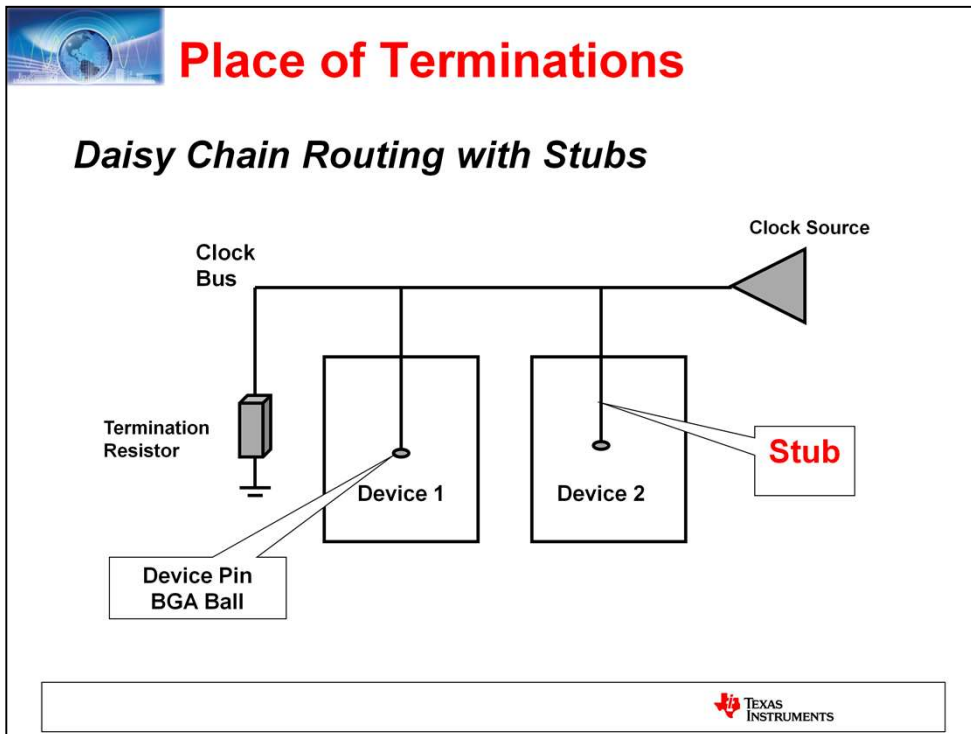 Place of Terminations
Daisy Chain Routing with Stubs
Clock Source
Clock
Bus
Termination
Resistor
Stub
Device 1
Device 2
Device Pin
BGA Ball
TEXAS
INSTRUMENTS